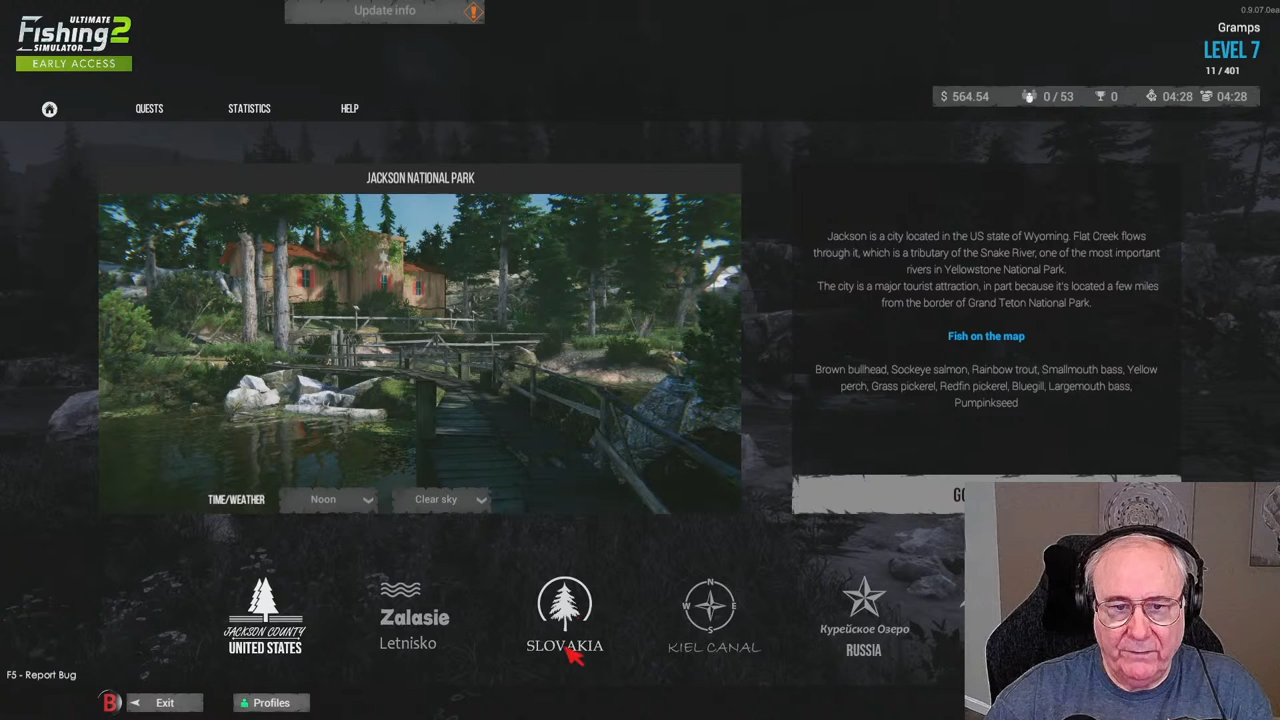 Update info
0.9.07.0ea
ULTIMATE
Fishing 2
SIMULATOR
EARLY ACCESS
Gramps
LEVEL 7
11 / 401
$ 564.54 0 / 53 0 04:28 04:28
QUESTS STATISTICS HELP
JACKSON NATIONAL PARK
Jackson is a city located in the US state of Wyoming. Flat Creek flows
through it, which is a tributary of the Snake River, one of the most important
rivers in Yellowstone National Park.
The city is a major tourist attraction, in part because it's located a few miles
from the border of Grand Teton National Park.
Fish on the map
Brown bullhead, Sockeye salmon, Rainbow trout, Smallmouth bass, Yellow
perch, Grass pickerel, Redfin pickerel, Bluegill, Largemouth bass,
Pumpinkseed
TIME/WEATHER Noon Clear sky
JACKSON COUNTY
UNITED STATES
Zalasie
Letnisko
SLOVAKIA
N
W E
S
KIEL CANAL
Курейское Озеро
RUSSIA
F5 - Report Bug
B Exit Profiles